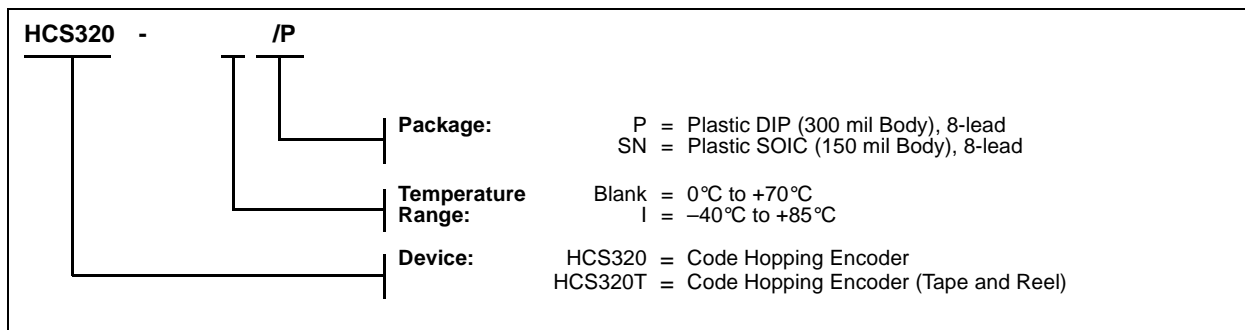 HCS320 - /P
Package: P = Plastic DIP (300 mil Body), 8-lead
SN = Plastic SOIC (150 mil Body), 8-lead
Temperature Blank = 0°C to +70°C
Range: I = –40°C to +85°C
Device: HCS320 = Code Hopping Encoder
HCS320T = Code Hopping Encoder (Tape and Reel)